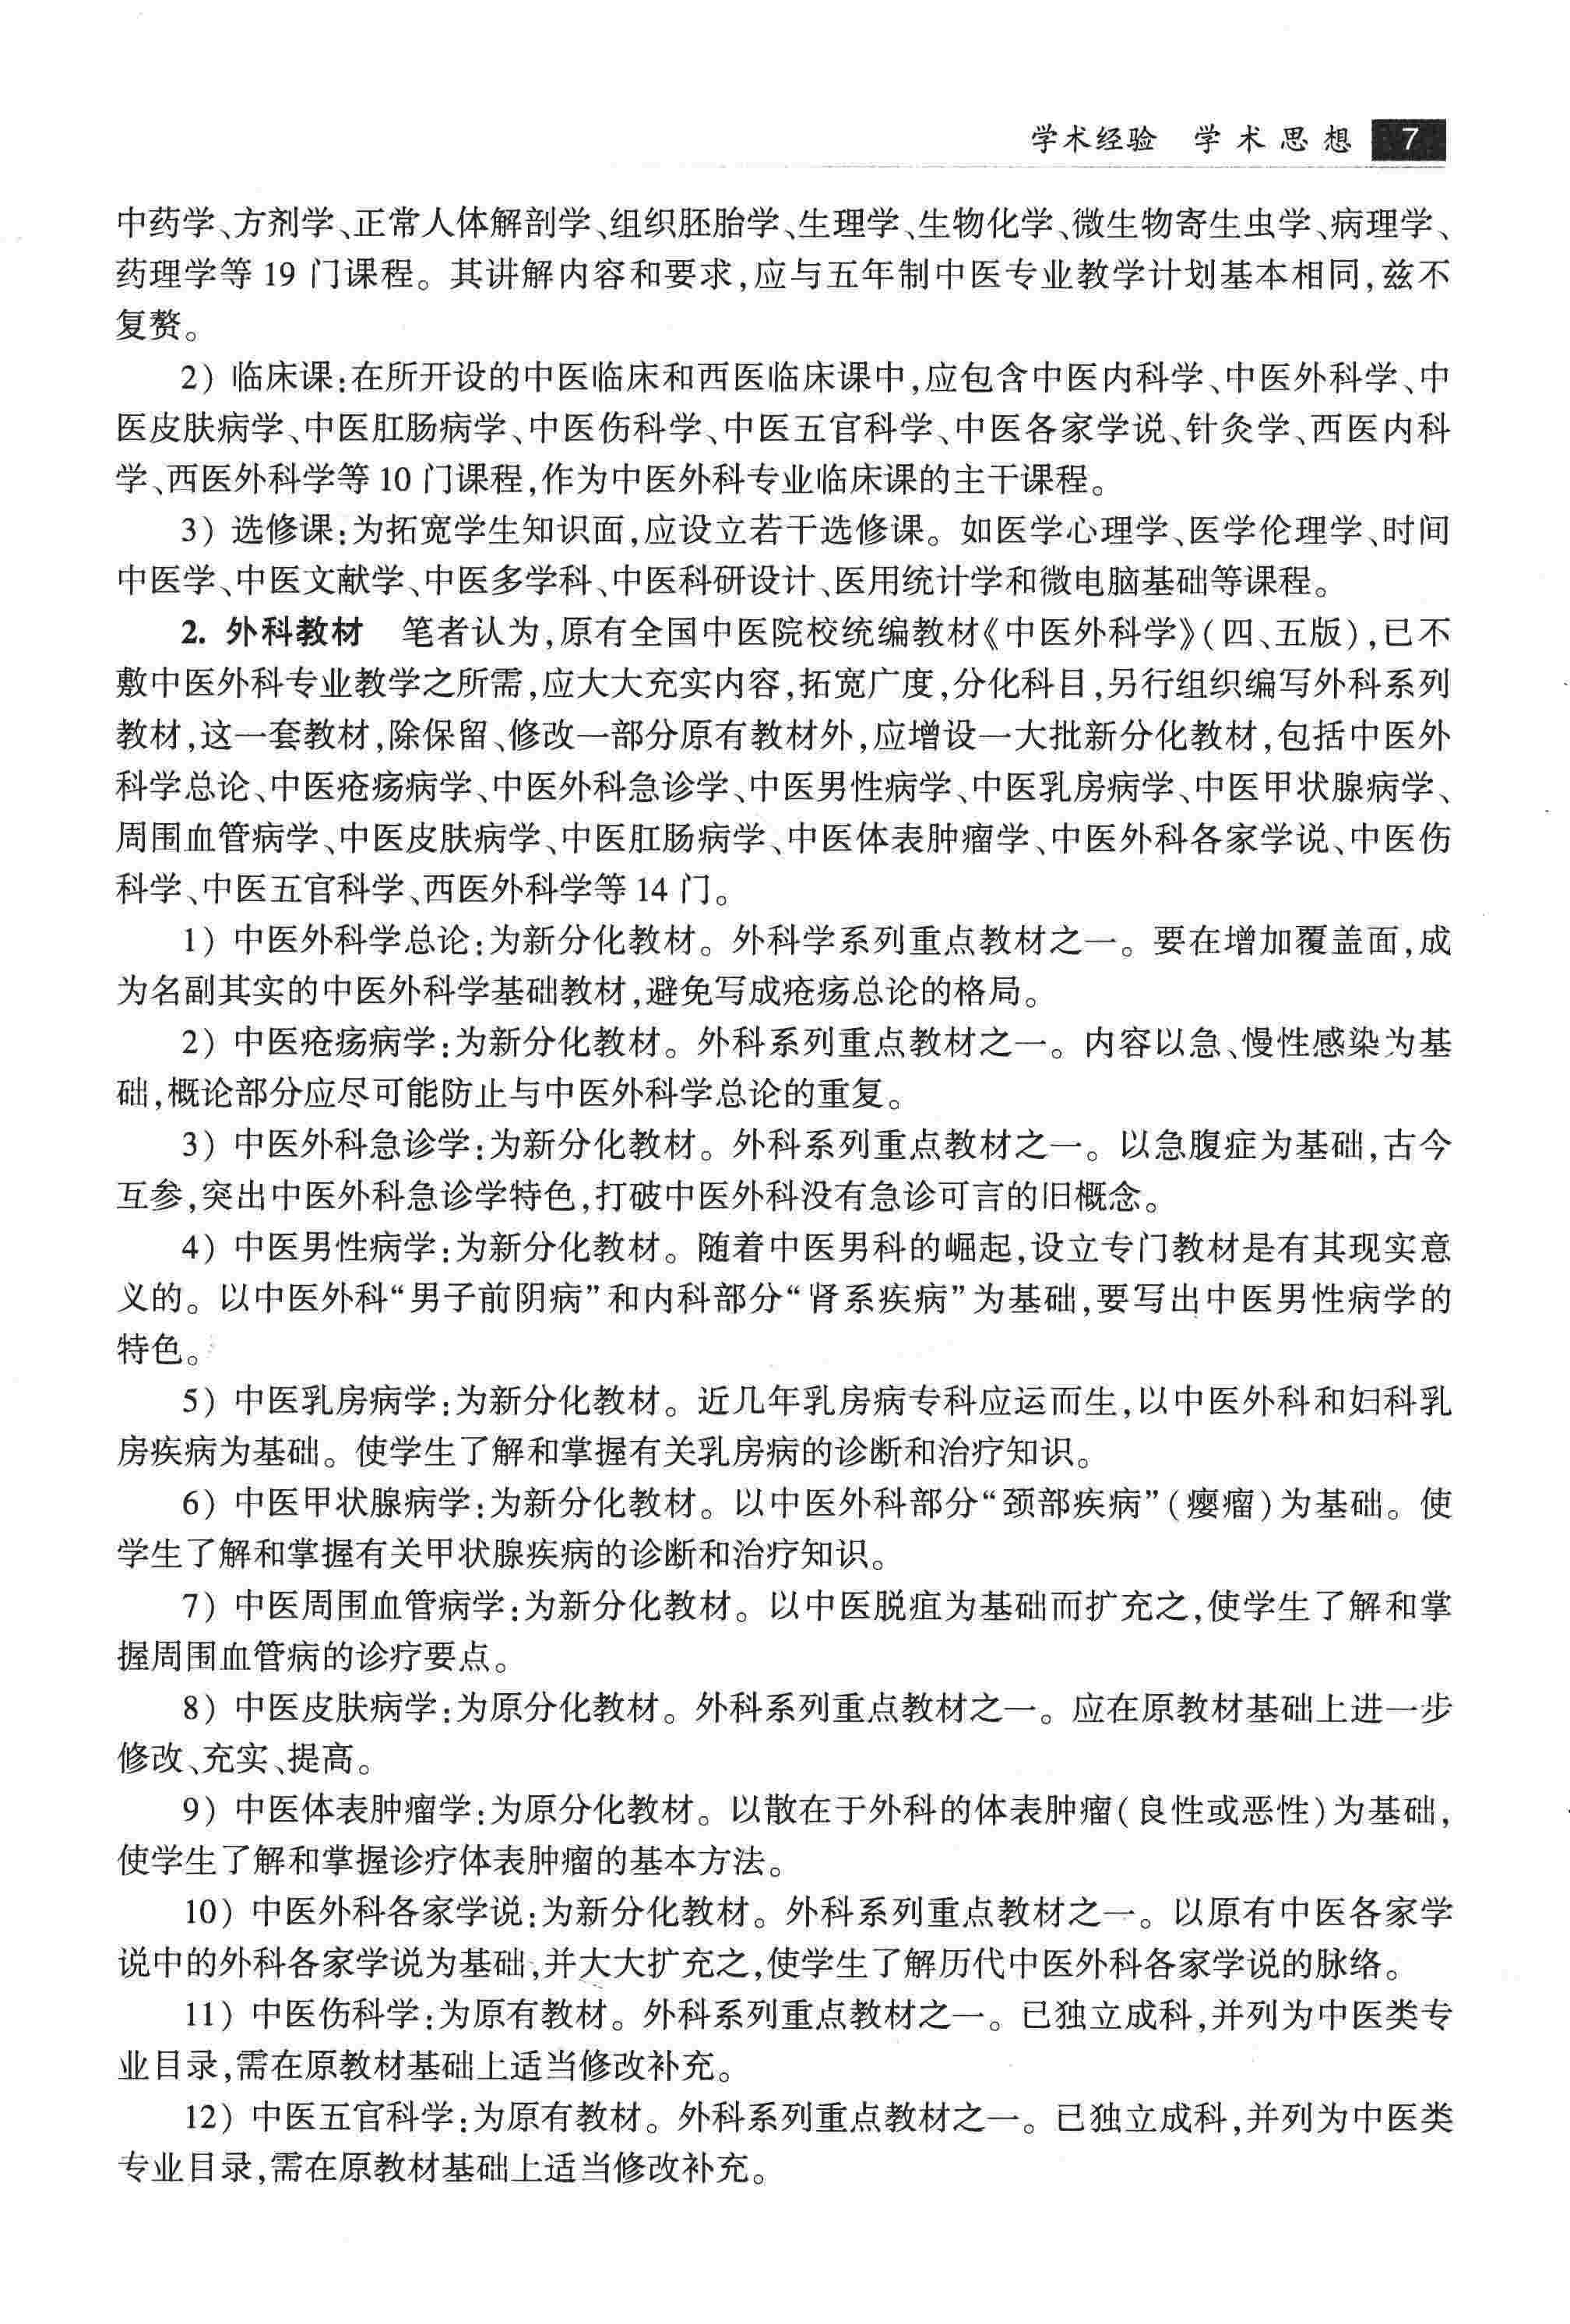 学术经验 学术思想 7
中药学、方剂学、正常人体解剖学、组织胚胎学、生理学、生物化学、微生物寄生虫学、病理学、
药理学等 19 门课程。其讲解内容和要求,应与五年制中医专业教学计划基本相同,兹不
复赘。
2) 临床课:在所开设的中医临床和西医临床课中,应包含中医内科学、中医外科学、中
医皮肤病学、中医肛肠病学、中医伤科学、中医五官科学、中医各家学说、针灸学、西医内科
学、西医外科学等 10 门课程,作为中医外科专业临床课的主干课程。
3) 选修课:为拓宽学生知识面,应设立若干选修课。如医学心理学、医学伦理学、时间
中医学、中医文献学、中医多学科、中医科研设计、医用统计学和微电脑基础等课程。
2. 外科教材 笔者认为,原有全国中医院校统编教材《中医外科学》(四、五版),已不
敷中医外科专业教学之所需,应大大充实内容,拓宽广度,分化科目,另行组织编写外科系列
教材,这一套教材,除保留、修改一部分原有教材外,应增设一大批新分化教材,包括中医外
科学总论、中医疮疡病学、中医外科急诊学、中医男性病学、中医乳房病学、中医甲状腺病学、
周围血管病学、中医皮肤病学、中医肛肠病学、中医体表肿瘤学、中医外科各家学说、中医伤
科学、中医五官科学、西医外科学等 14 门。
1) 中医外科学总论:为新分化教材。外科学系列重点教材之一。要在增加覆盖面,成
为名副其实的中医外科学基础教材,避免写成疮疡总论的格局。
2) 中医疮疡病学:为新分化教材。外科系列重点教材之一。内容以急、慢性感染为基
础,概论部分应尽可能防止与中医外科学总论的重复。
3) 中医外科急诊学:为新分化教材。外科系列重点教材之一。以急腹症为基础,古今
互参,突出中医外科急诊学特色,打破中医外科没有急诊可言的旧概念。
4) 中医男性病学:为新分化教材。随着中医男科的崛起,设立专门教材是有其现实意
义的。以中医外科“男子前阴病”和内科部分“肾系疾病”为基础,要写出中医男性病学的
特色。
5) 中医乳房病学:为新分化教材。近几年乳房病专科应运而生,以中医外科和妇科乳
房疾病为基础。使学生了解和掌握有关乳房病的诊断和治疗知识。
6) 中医甲状腺病学:为新分化教材。以中医外科部分“颈部疾病”(瘿瘤)为基础。使
学生了解和掌握有关甲状腺疾病的诊断和治疗知识。
7) 中医周围血管病学:为新分化教材。以中医脱疽为基础而扩充之,使学生了解和掌
握周围血管病的诊疗要点。
8) 中医皮肤病学:为原分化教材。外科系列重点教材之一。应在原教材基础上进一步
修改、充实、提高。
9) 中医体表肿瘤学:为原分化教材。以散在于外科的体表肿瘤(良性或恶性)为基础,
使学生了解和掌握诊疗体表肿瘤的基本方法。
10) 中医外科各家学说:为新分化教材。外科系列重点教材之一。以原有中医各家学
说中的外科各家学说为基础,并大大扩充之,使学生了解历代中医外科各家学说的脉络。
11) 中医伤科学:为原有教材。外科系列重点教材之一。已独立成科,并列为中医类专
业目录,需在原教材基础上适当修改补充。
12) 中医五官科学:为原有教材。外科系列重点教材之一。已独立成科,并列为中医类
专业目录,需在原教材基础上适当修改补充。